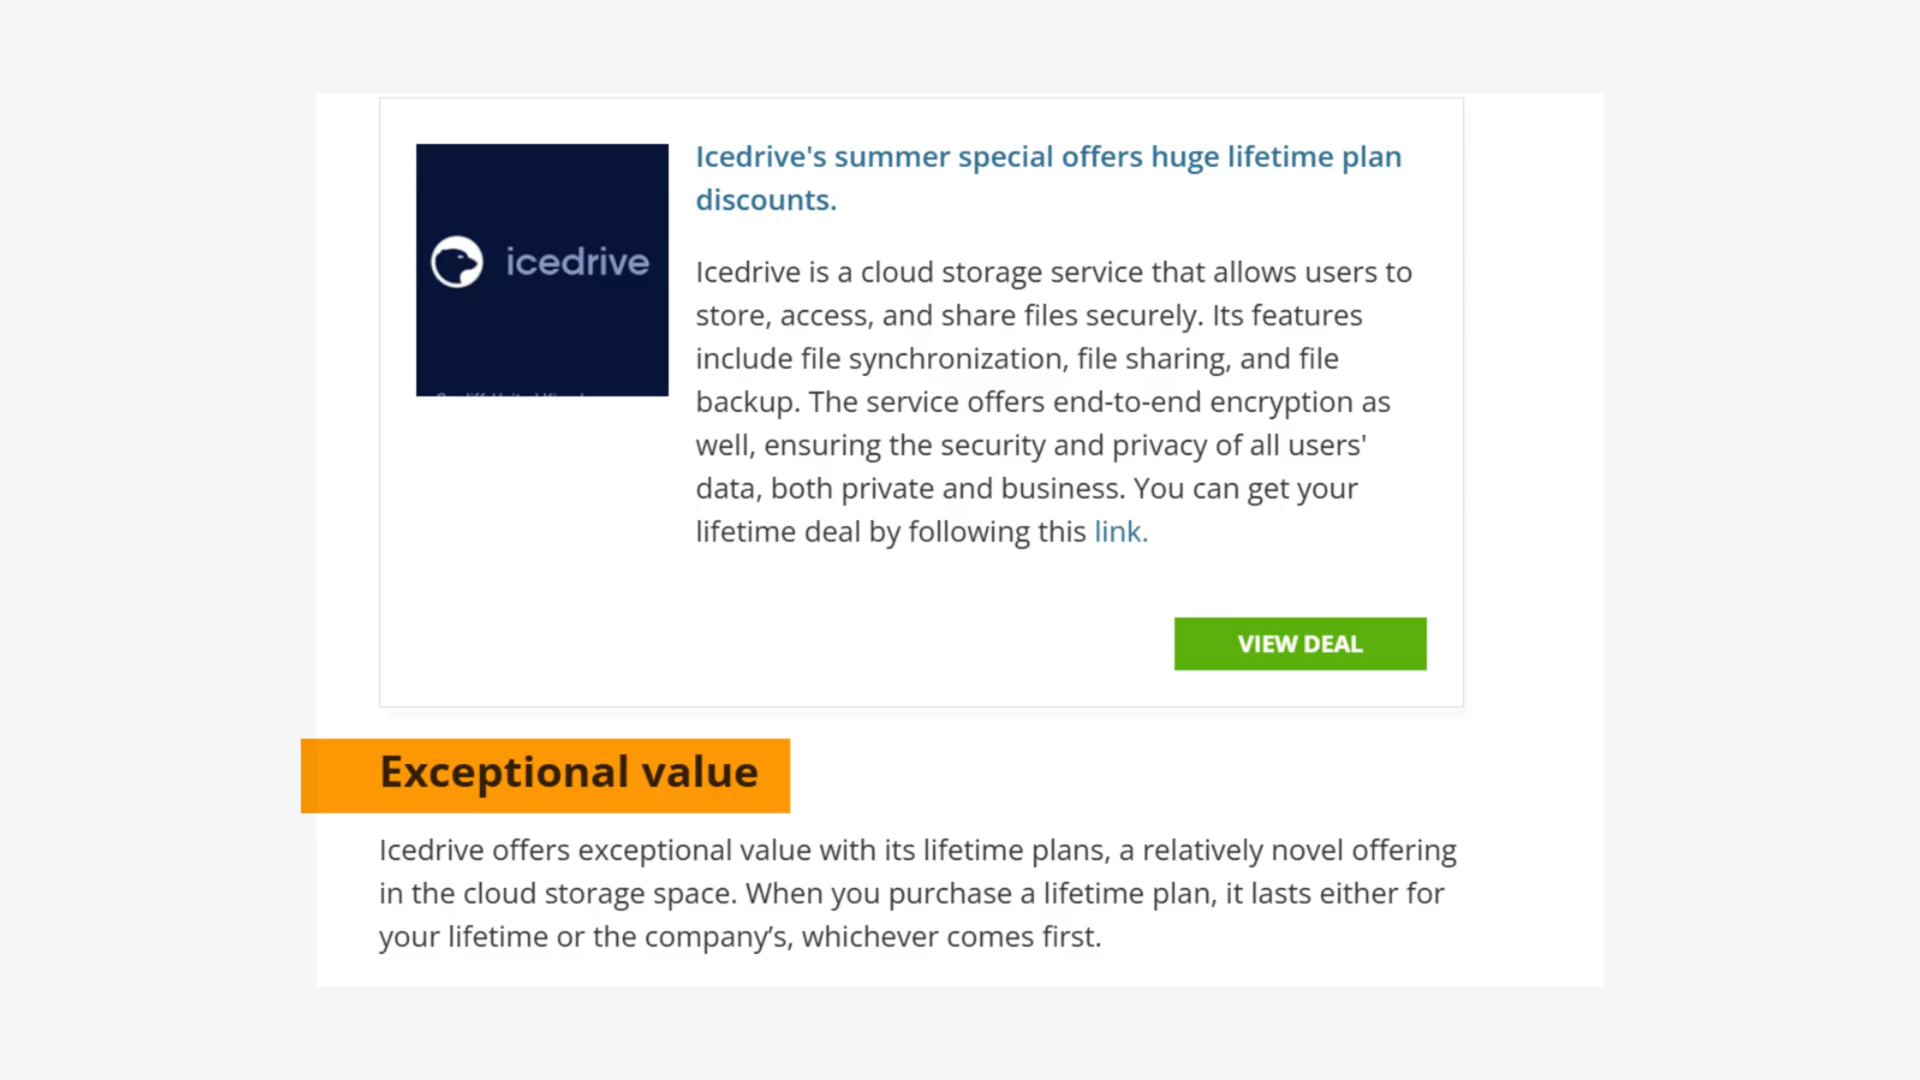 Icedrive's summer special offers huge lifetime plan
discounts.
icedrive
Icedrive is a cloud storage service that allows users to
store, access, and share files securely. Its features
include file synchronization, file sharing, and file
backup. The service offers end-to-end encryption as
well, ensuring the security and privacy of all users'
data, both private and business. You can get your
lifetime deal by following this link.
VIEW DEAL
Exceptional value
Icedrive offers exceptional value with its lifetime plans, a relatively novel offering
in the cloud storage space. When you purchase a lifetime plan, it lasts either for
your lifetime or the company’s, whichever comes first.